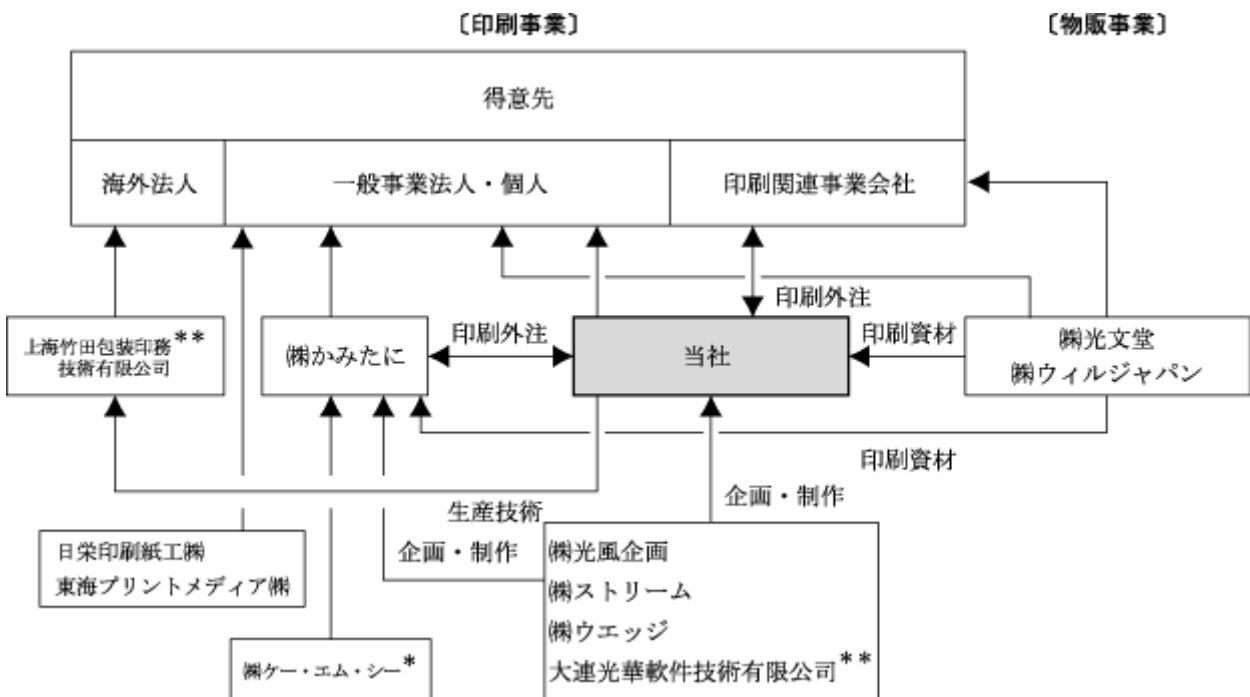 〔印刷事業〕
〔物販事業〕
得意先
海外法人
一般事業法人・個人
印刷関連事業会社
印刷外注
上海竹田包装印務**
技術有限公司
㈱かみたに
印刷外注
当社
印刷資材
㈱光文堂
㈱ウィルジャパン
印刷資材
生産技術
企画・制作
企画・制作
日栄印刷紙工㈱
東海プリントメディア㈱
㈱光風企画
㈱ストリーム
㈱ウエッジ
大連光華軟件技術有限公司**
㈱ケー・エム・シー*